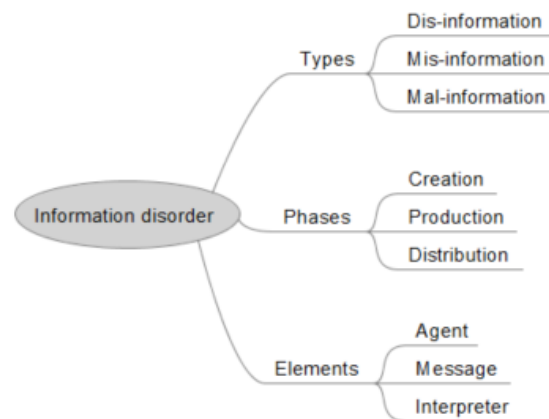 Dis-information
Types
Mis-information
Mal-information
Information disorder
Creation
Phases
Production
Distribution
Agent
Elements
Message
Interpreter